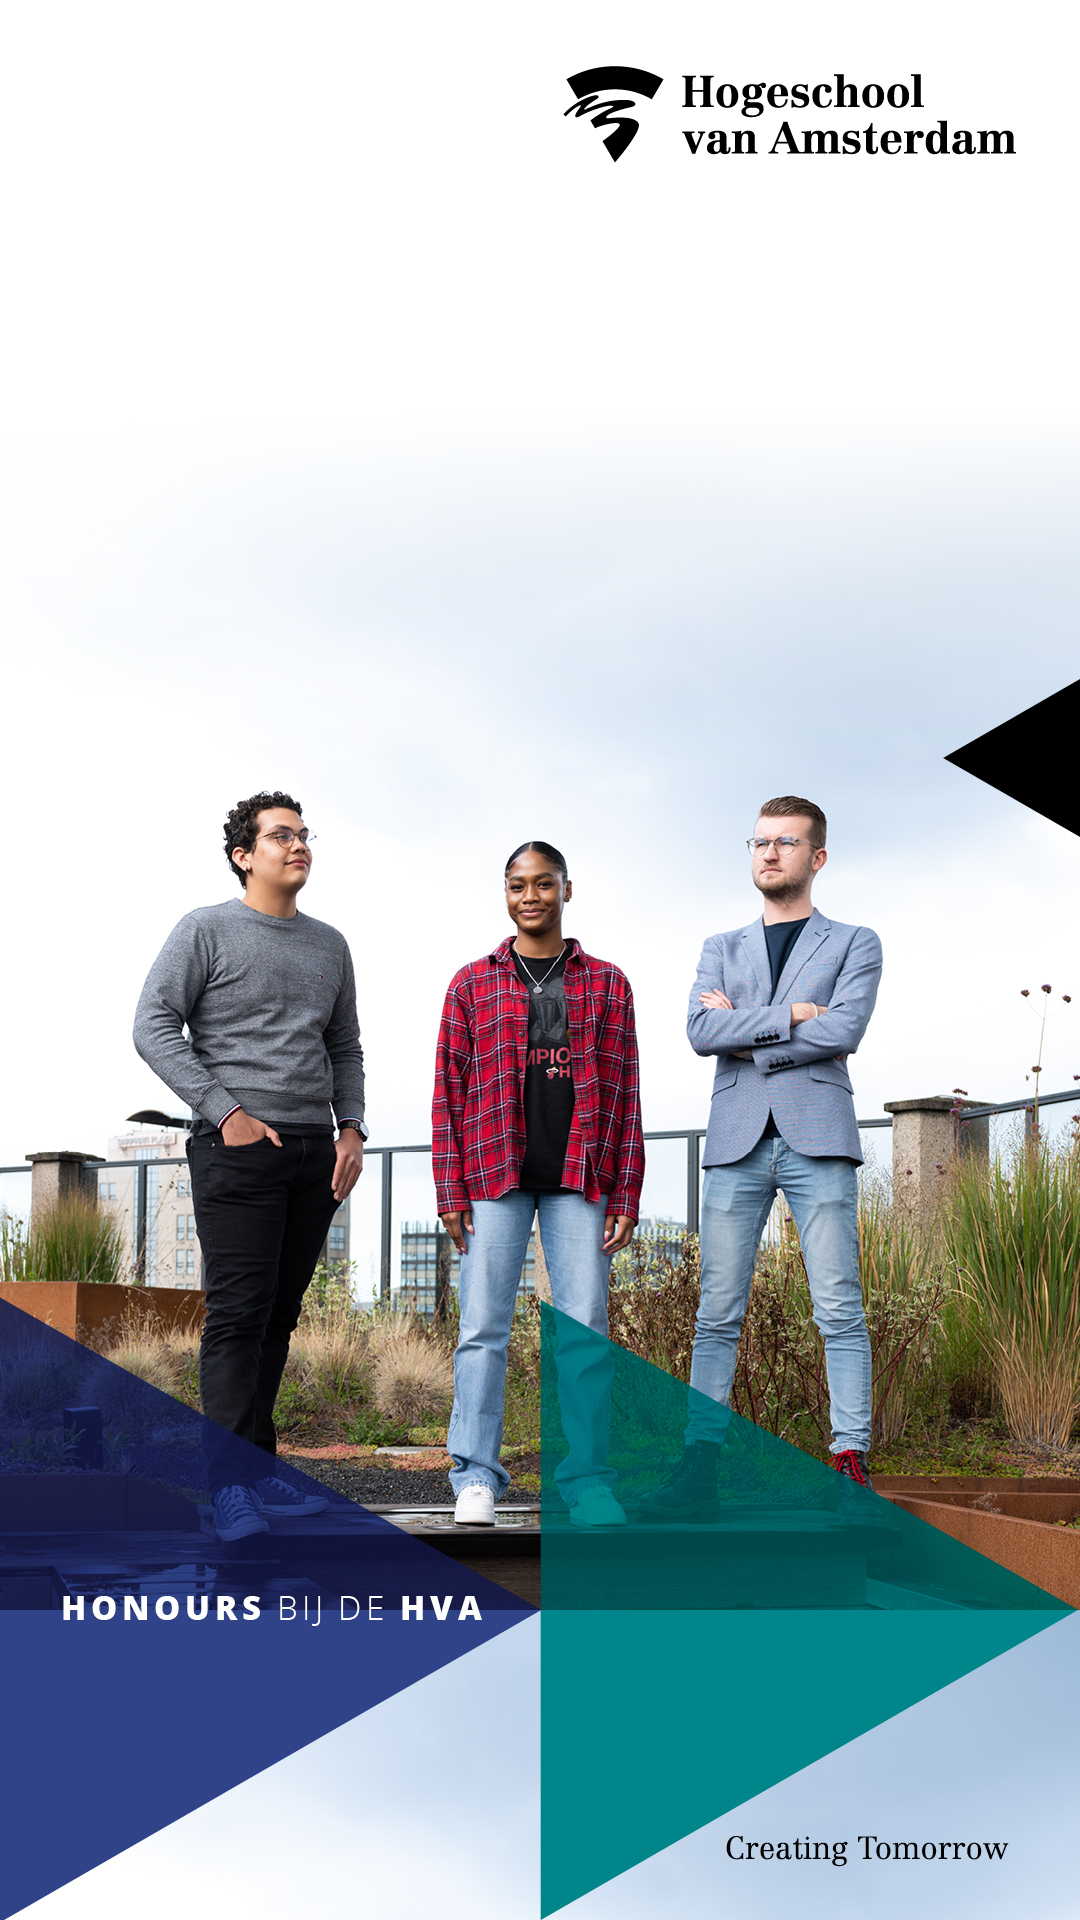 Hogeschool
van Amsterdam
HONOURS BIJ DE HVA
Creating Tomorrow